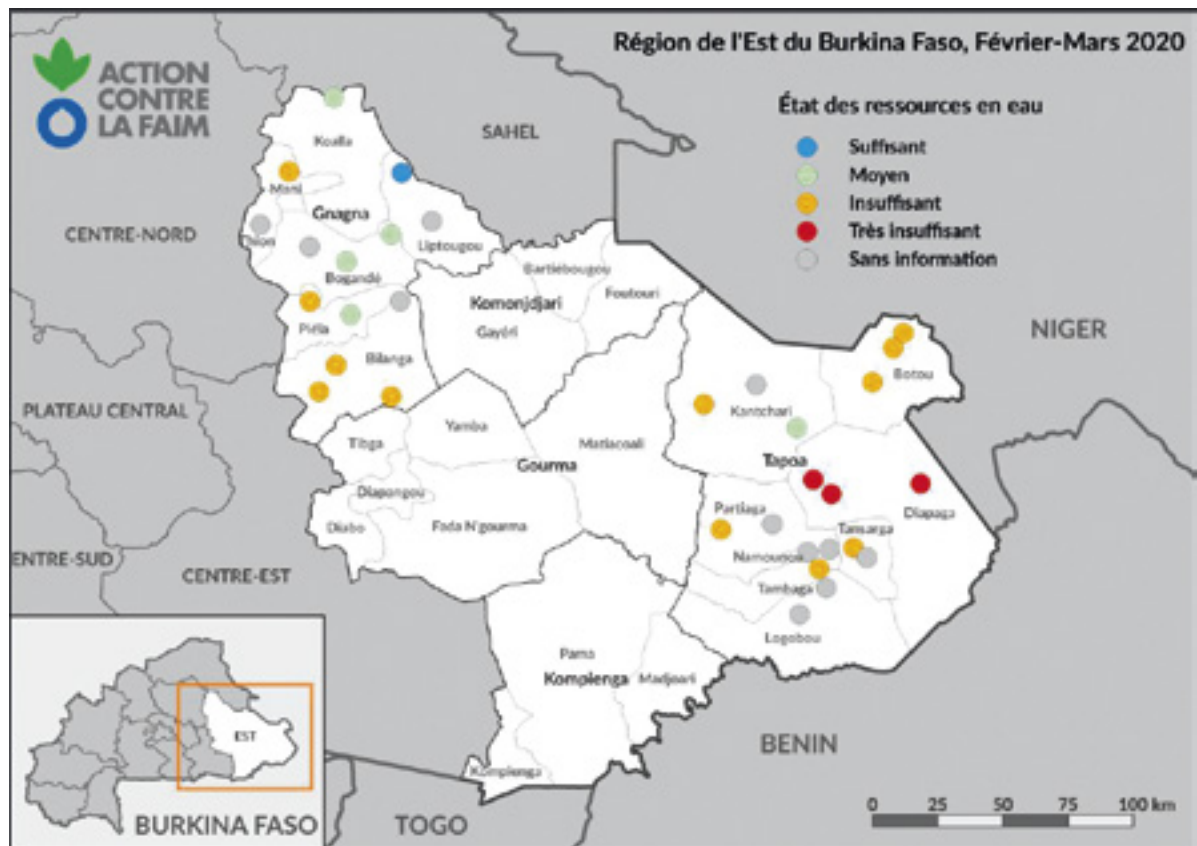 Région de l'Est du Burkina Faso, Février-Mars 2020
ACTION
CONTRE
LA FAIM
État des ressources en eau
Suffisant
Moyen
Insuffisant
Très insuffisant
Sans information
SAHEL
Koalla
Mani
CENTRE-NORD
Gnagna
Thion
Liptougou
Bogandé
Bartiébougou
Komondjari
Foutouri
Gayéri
Piéla
NIGER
Bilanga
Botou
PLATEAU CENTRAL
Kantchari
Yamba
Tibga
Matiacoali
Gourma
Tapoa
Diapangou
Partiaga
Diapaga
Diabo
Fada N'gourma
Tansarga
ENTRE-SUD
CENTRE-EST
Namounou
Tambaga
Logobou
Pama
Kompienga
Madjoari
EST
BENIN
Kompienga
BURKINA FASO
TOGO
0 25 50 75 100 km